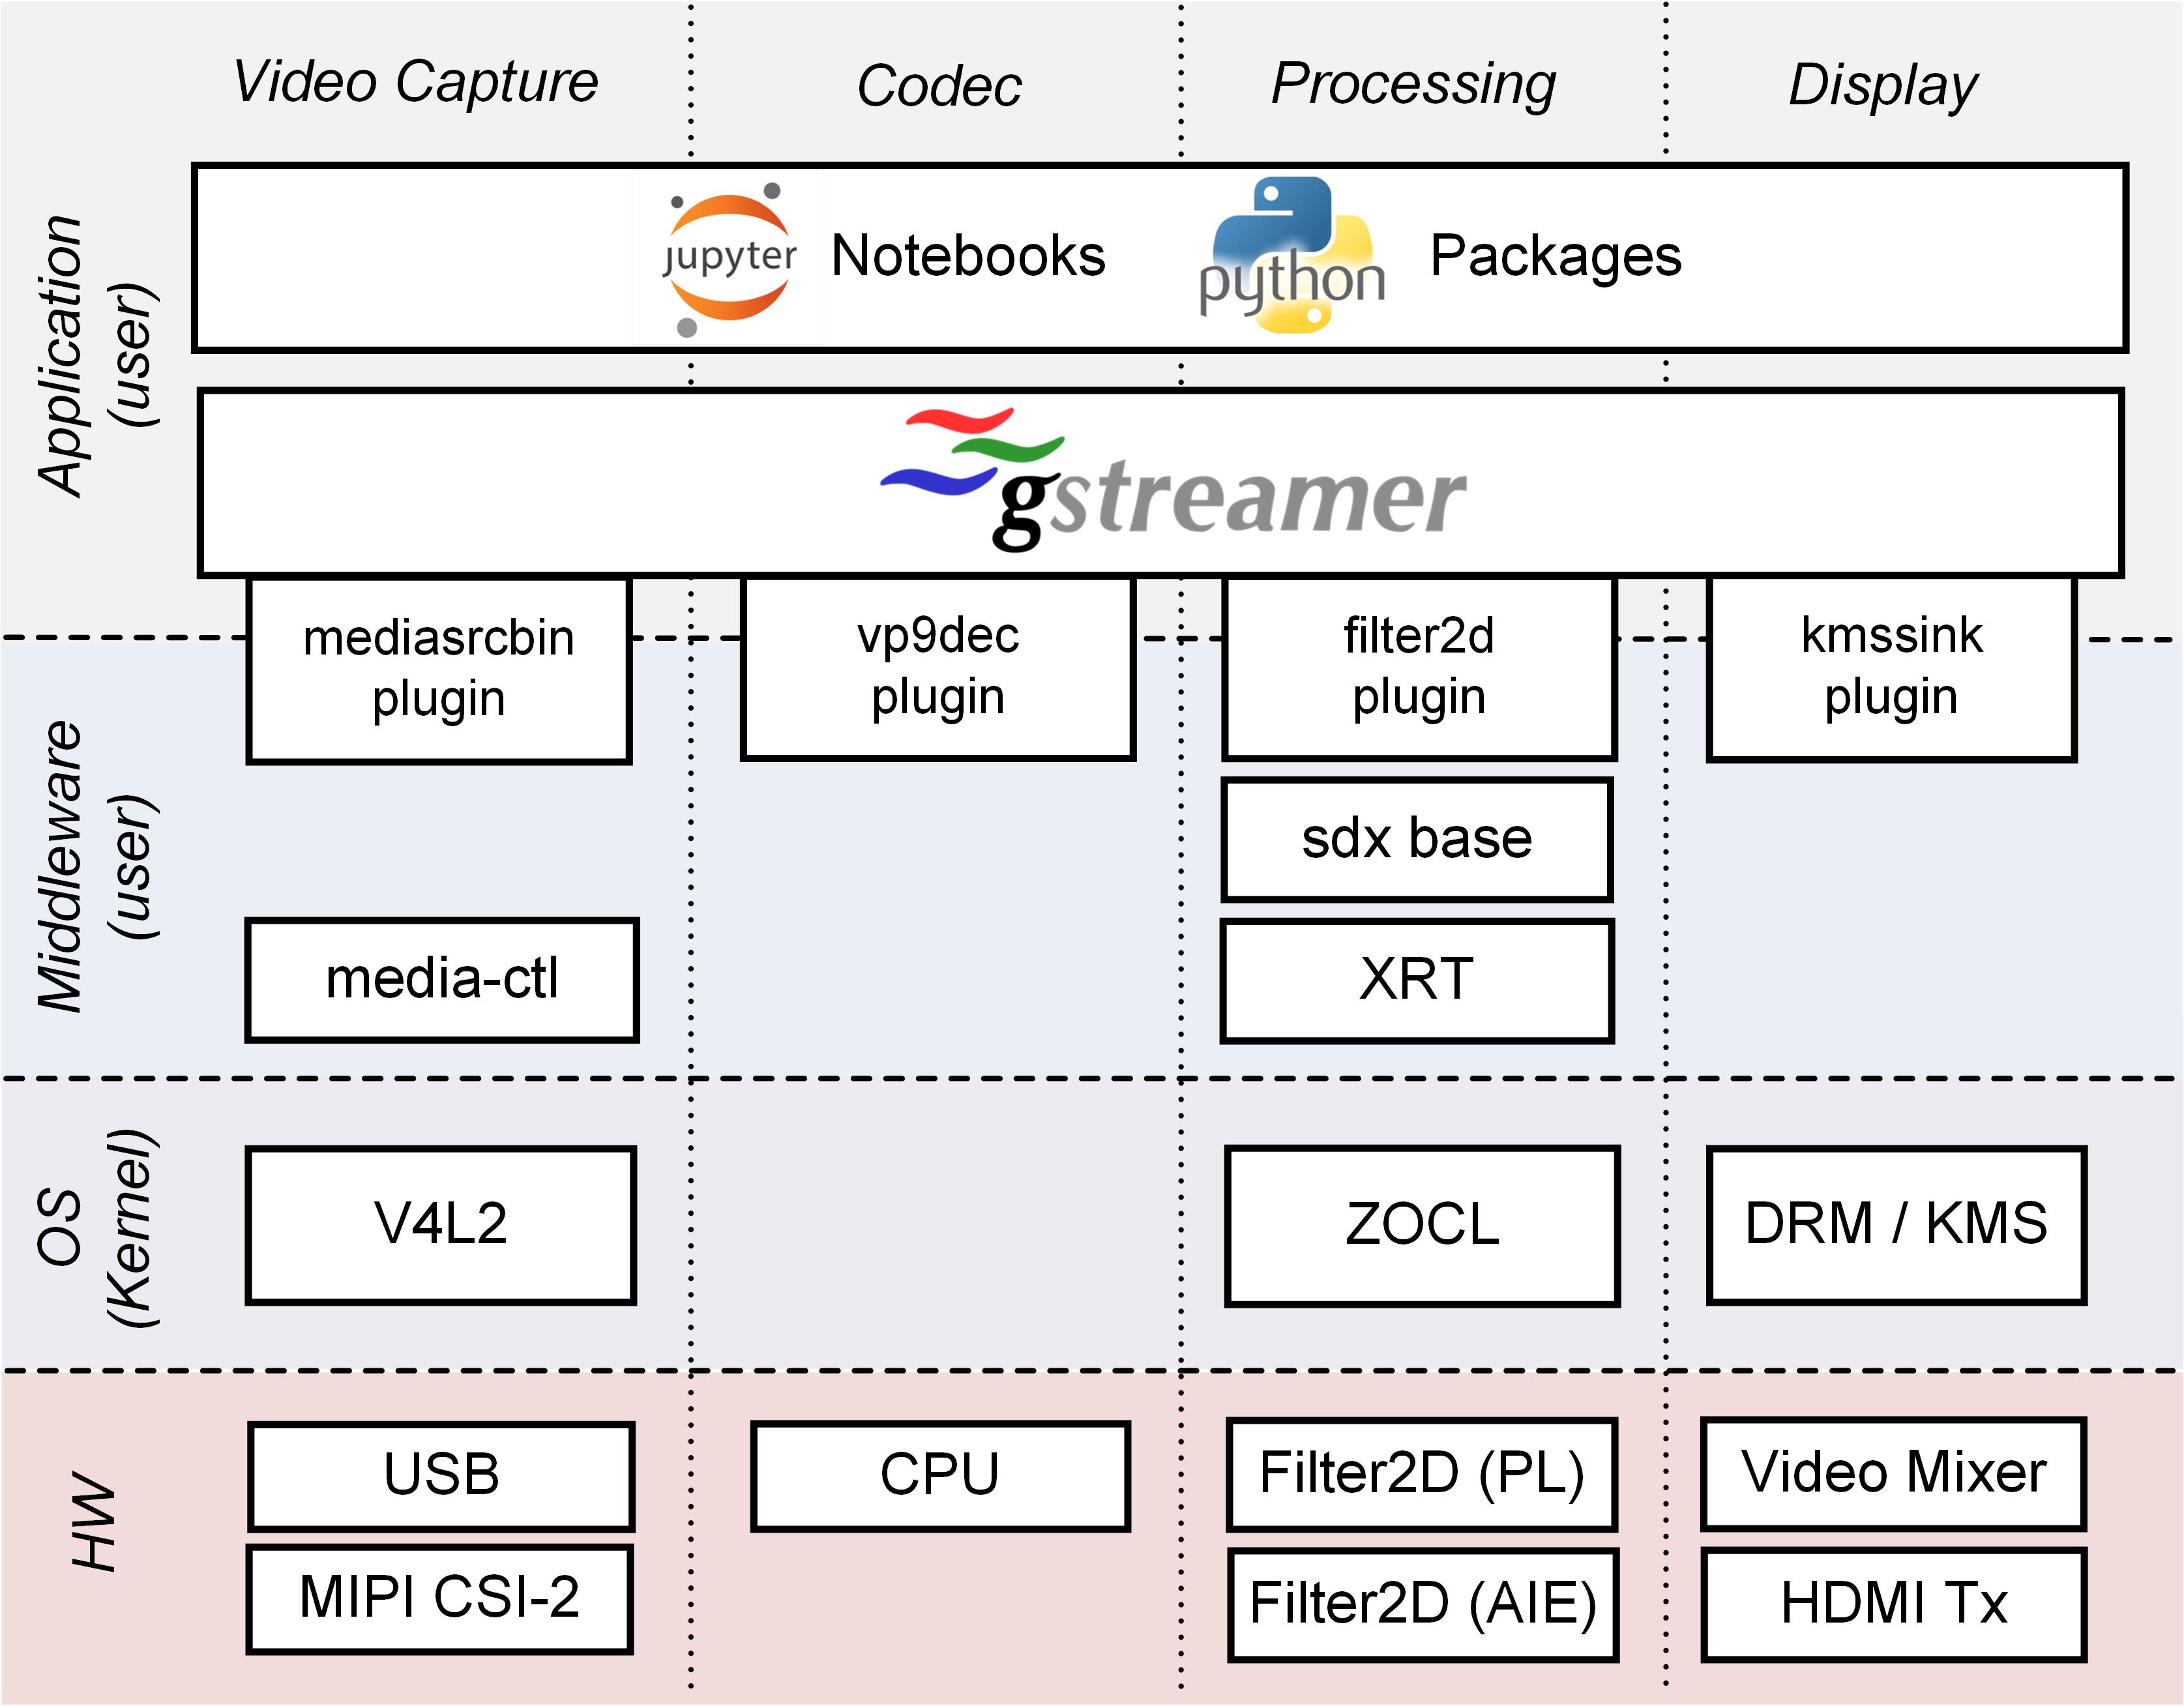 Video Capture
Codec
Processing
Display
Application
(user)
jupyter
Notebooks
python
Packages
gstreamer
mediasrcbin
plugin
vp9dec
plugin
filter2d
plugin
kmssink
plugin
Middleware
(user)
sdx base
media-ctl
XRT
OS
(Kernel)
V4L2
ZOCL
DRM / KMS
HW
USB
CPU
Filter2D (PL)
Video Mixer
MIPI CSI-2
Filter2D (AIE)
HDMI Tx